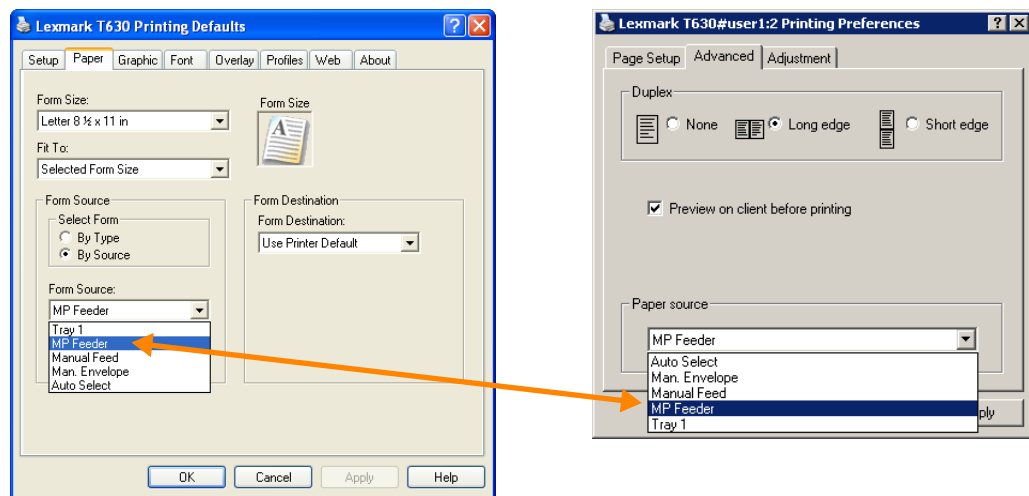 Lexmark T630 Printing Defaults
Setup Paper Graphic Font Overlay Profiles Web About
Form Size:
Letter 8 ½ x 11 in
Form Size
A
Fit To:
Selected Form Size
Form Source
Select Form
By Type
By Source
Form Source:
MP Feeder
Tray 1
MP Feeder
Manual Feed
Man. Envelope
Auto Select
Form Destination
Form Destination:
Use Printer Default
OK Cancel Apply Help
Lexmark T630#user1:2 Printing Preferences
Page Setup Advanced Adjustment
Duplex
None Long edge Short edge
Preview on client before printing
Paper source
MP Feeder
Auto Select
Man. Envelope
Manual Feed
MP Feeder
Tray 1
ply